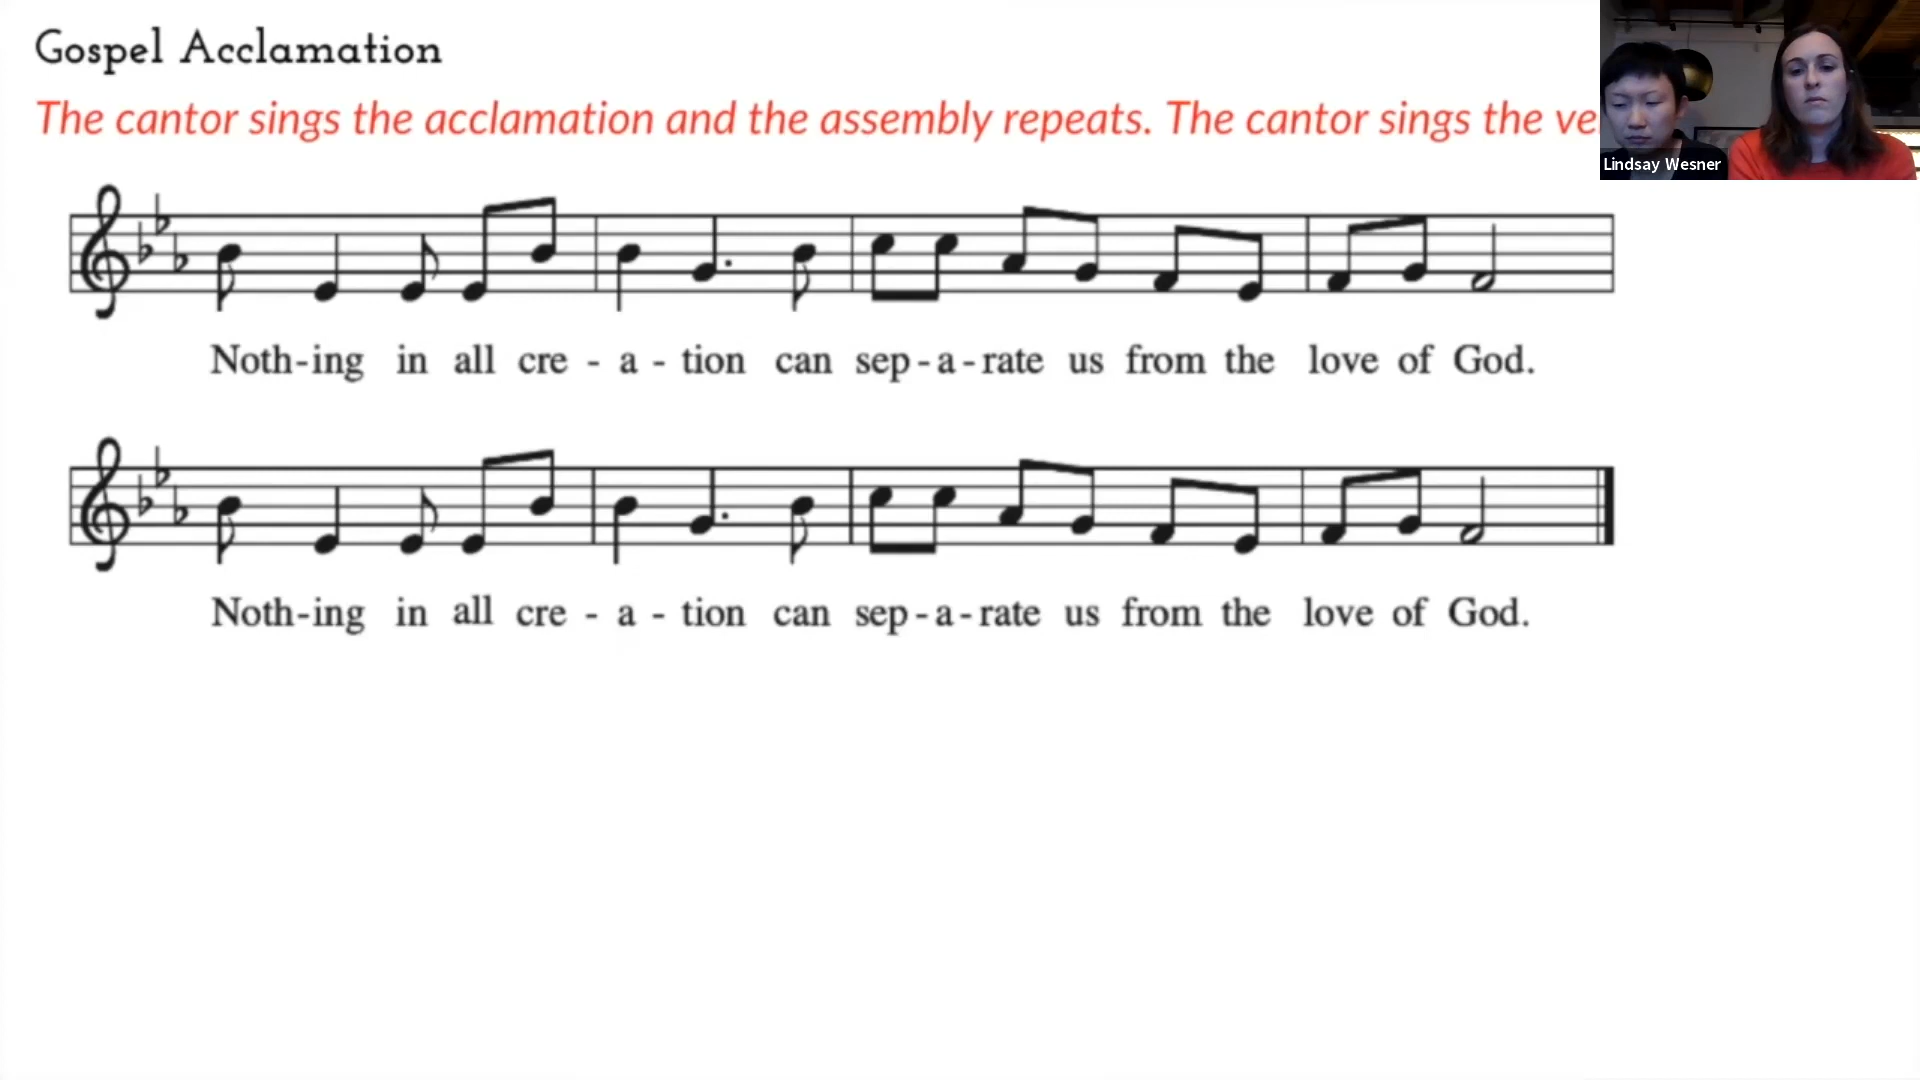 Gospel Acclamation
The cantor sings the acclamation and the assembly repeats. The cantor sings the
Lindsay Wesner
Noth-ing in all cre - a - tion can sep-a-rate us from the love of God.
Noth-ing in all cre - a - tion can sep-a-rate us from the love of God.